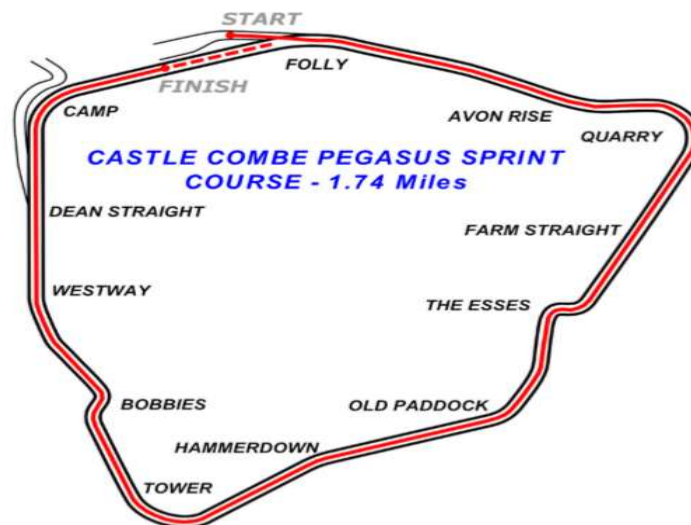 START
FOLLY
FINISH
CAMP
AVON RISE
QUARRY
CASTLE COMBE PEGASUS SPRINT
COURSE - 1.74 Miles
DEAN STRAIGHT
FARM STRAIGHT
WESTWAY
THE ESSES
BOBBIES
OLD PADDOCK
HAMMERDOWN
TOWER